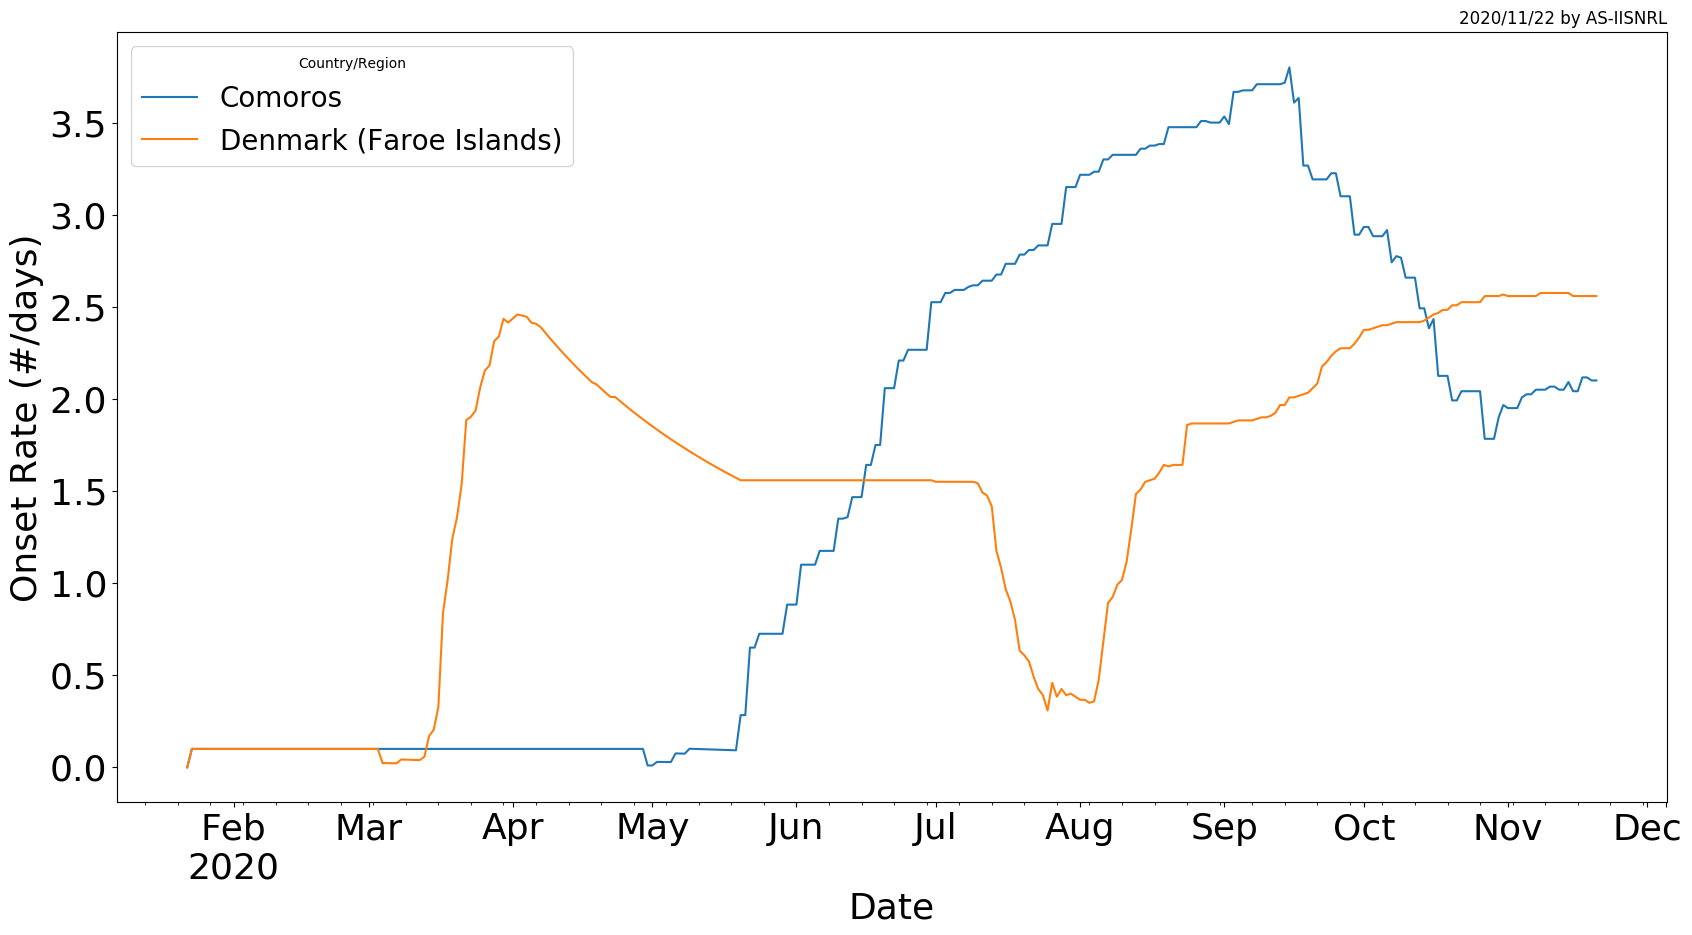 2020/11/22 by AS-IISNRL
Country/Region
Comoros
Denmark (Faroe Islands)
Onset Rate (#/days)
3.5
3.0
2.5
2.0
1.5
1.0
0.5
0.0
Feb Mar Apr May Jun Jul Aug Sep Oct Nov Dec
2020
Date